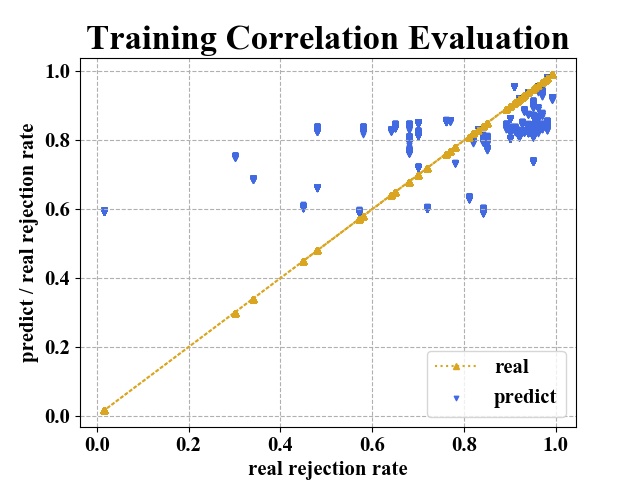 Training Correlation Evaluation
predict / real rejection rate
1.0
0.8
0.6
0.4
0.2
0.0
real
predict
0.0 0.2 0.4 0.6 0.8 1.0
real rejection rate